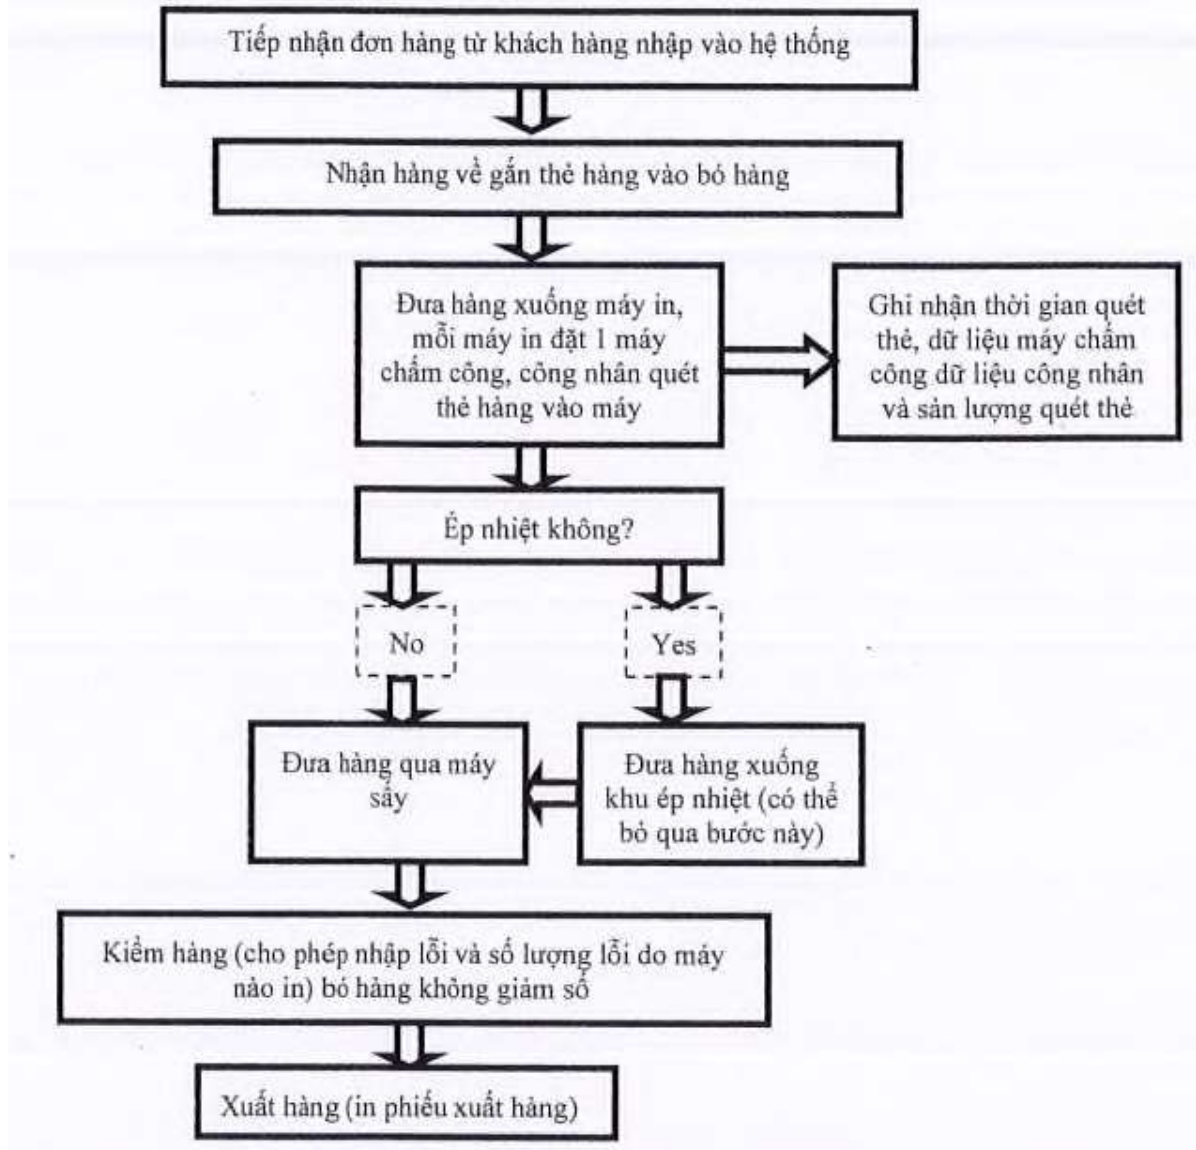 Tiếp nhận đơn hàng từ khách hàng nhập vào hệ thống
Nhận hàng về gắn thẻ hàng vào bó hàng
Đưa hàng xuống máy in,
mỗi máy in đặt 1 máy
chấm công, công nhân quét
thẻ hàng vào máy
Ghi nhận thời gian quét
thẻ, dữ liệu máy chấm
công dữ liệu công nhân
và sản lượng quét thẻ
Ép nhiệt không?
No
Yes
Đưa hàng qua máy
sấy
Đưa hàng xuống
khu ép nhiệt (có thể
bỏ qua bước này)
Kiểm hàng (cho phép nhập lỗi và số lượng lỗi do máy
nào in) bó hàng không giảm số
Xuất hàng (in phiếu xuất hàng)